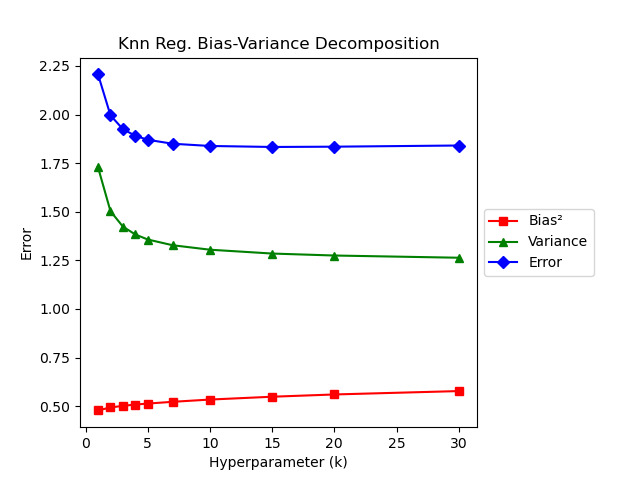 Knn Reg. Bias-Variance Decomposition
2.25
2.00
1.75
1.50
1.25
1.00
0.75
0.50
Error
0
5
10
15
20
25
30
Hyperparameter (k)
Bias²
Variance
Error